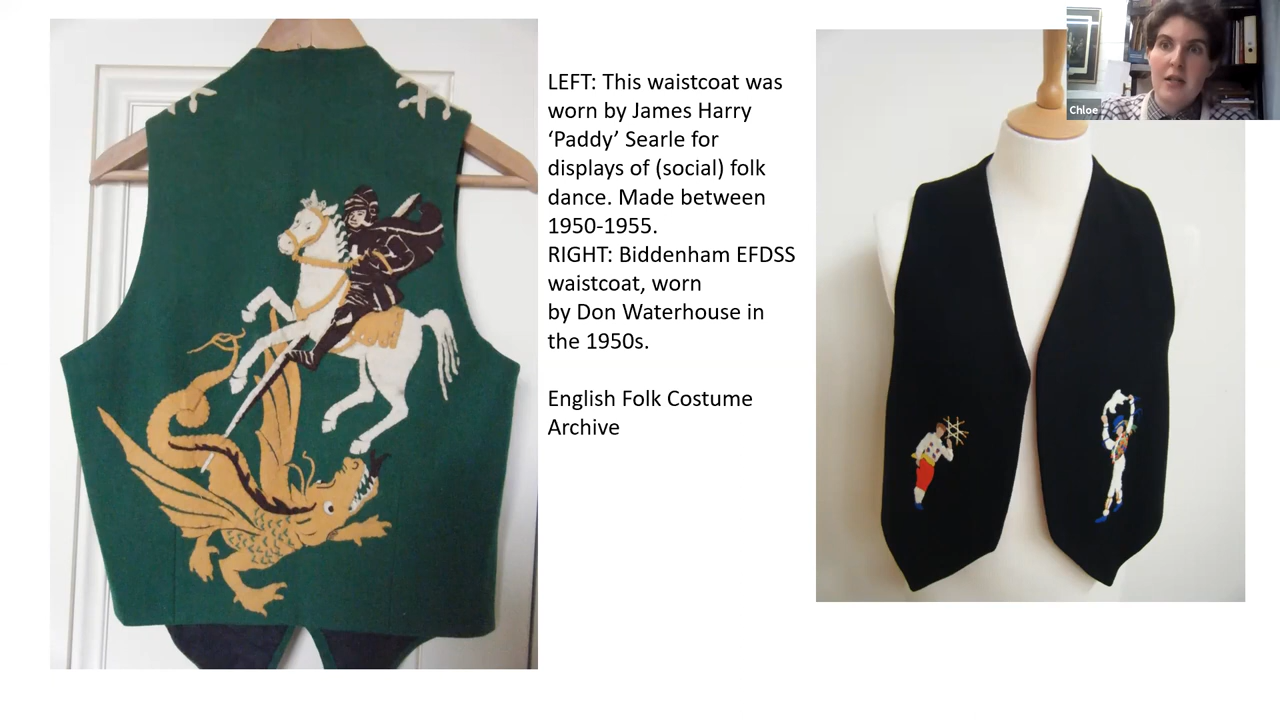 LEFT: This waistcoat was
worn by James Harry
‘Paddy’ Searle for
displays of (social) folk
dance. Made between
1950-1955.
RIGHT: Biddenham EFDSS
waistcoat, worn
by Don Waterhouse in
the 1950s.
English Folk Costume
Archive
Chloe